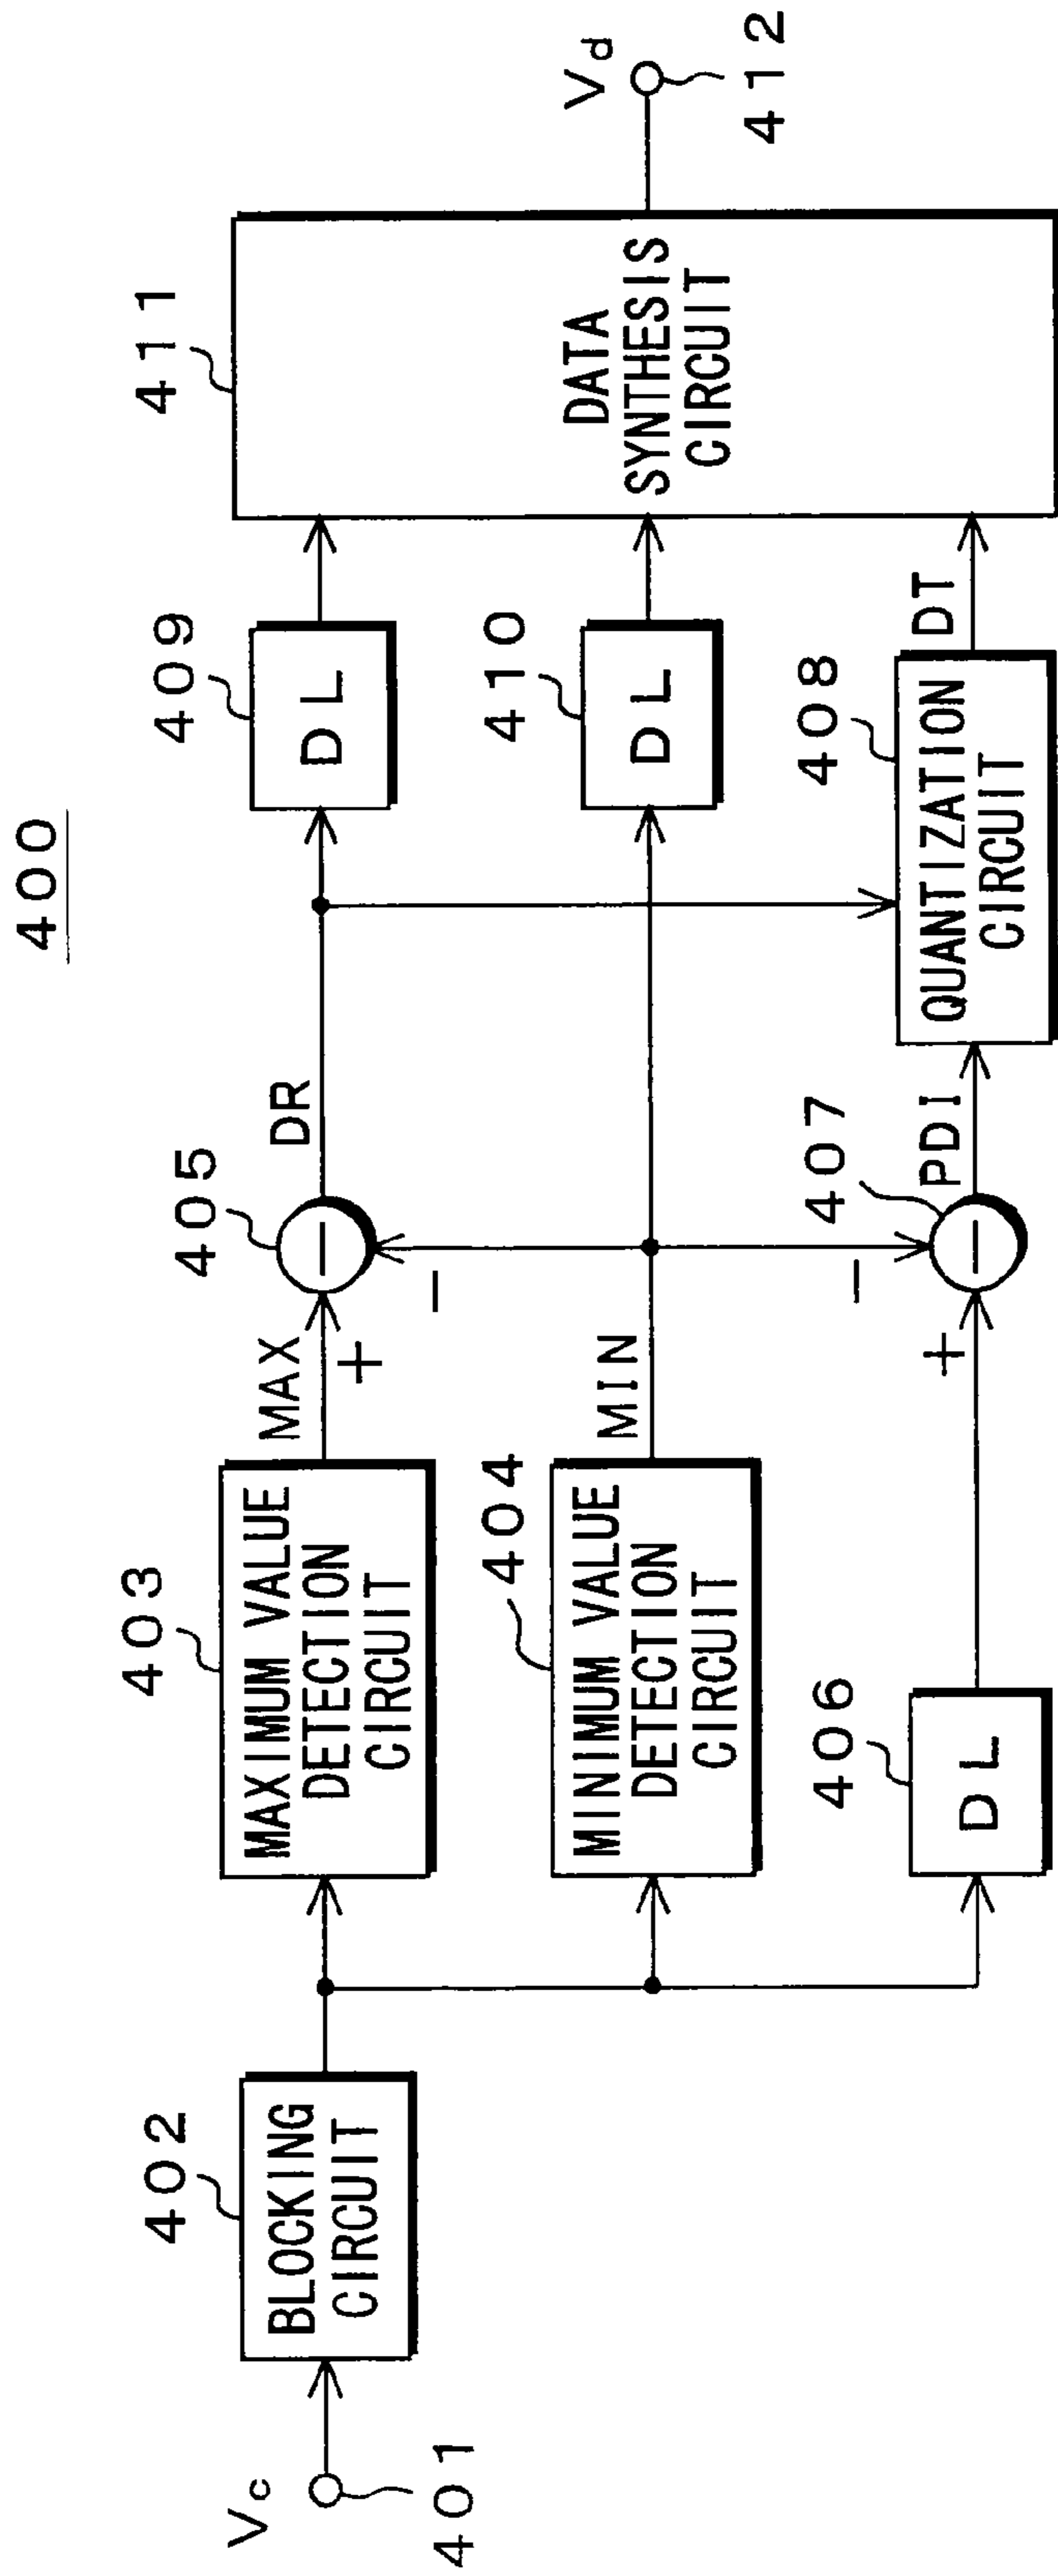 400
Vc
401
402
BLOCKING
CIRCUIT
403
MAXIMUM VALUE
DETECTION
CIRCUIT
MAX
+
405
−
DR
409
DL
404
MINIMUM VALUE
DETECTION
CIRCUIT
MIN
−
−
410
DL
406
DL
+
407
−
PDI
408
QUANTIZATION
CIRCUIT
DT
411
DATA
SYNTHESIS
CIRCUIT
Vd
412